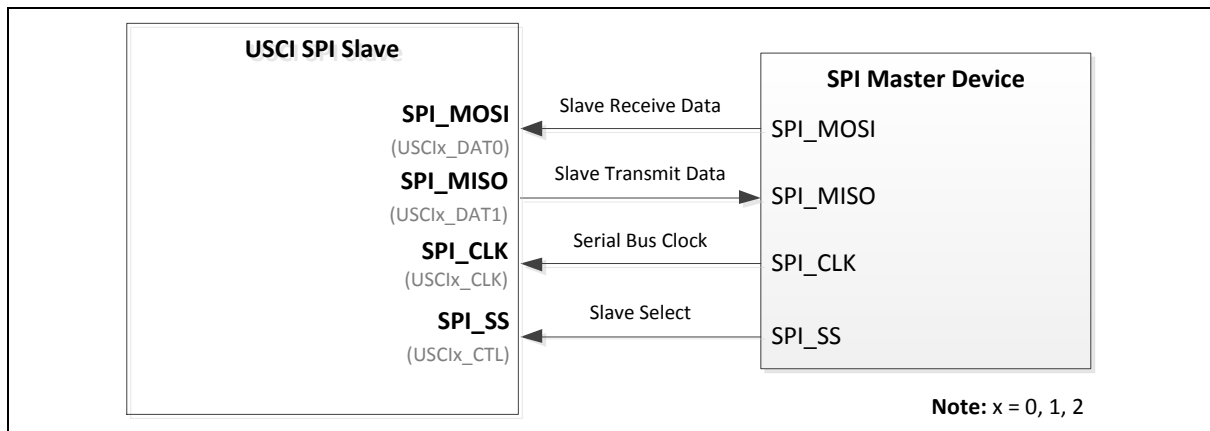 USCI SPI Slave
SPI_MOSI
(USCIx_DAT0)
SPI_MISO
(USCIx_DAT1)
SPI_CLK
(USCIx_CLK)
SPI_SS
(USCIx_CTL)
Slave Receive Data
Slave Transmit Data
Serial Bus Clock
Slave Select
SPI Master Device
SPI_MOSI
SPI_MISO
SPI_CLK
SPI_SS
Note: x = 0, 1, 2